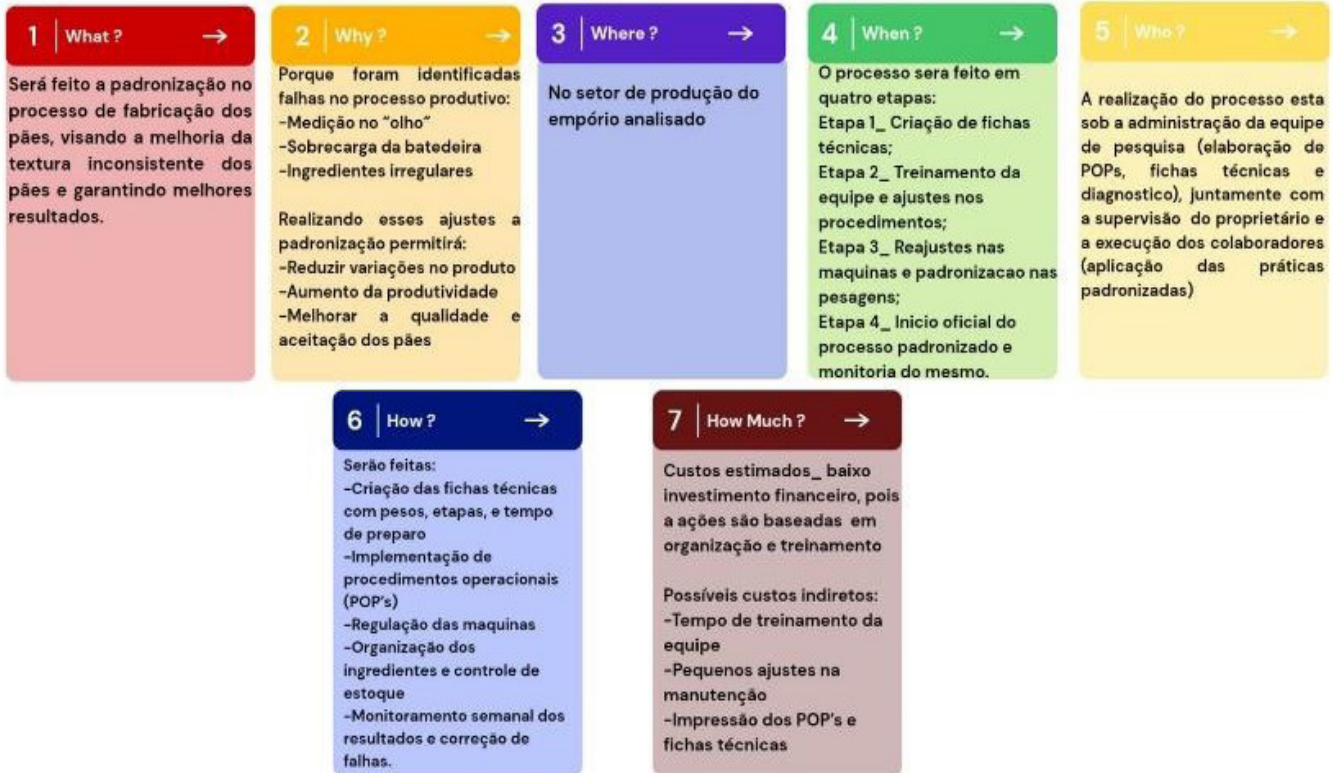 1 What ? →
Será feito a padronização no
processo de fabricação dos
pães, visando a melhoria da
textura inconsistente dos
pães e garantindo melhores
resultados.
2 Why ? →
Porque foram identificadas
falhas no processo produtivo:
-Medição no “olho”
-Sobrecarga da batedeira
-Ingredientes irregulares
Realizando esses ajustes a
padronização permitirá:
-Reduzir variações no produto
-Aumento da produtividade
-Melhorar a qualidade e
aceitação dos pães
3 Where ? →
No setor de produção do
empório analisado
4 When ? →
O processo sera feito em
quatro etapas:
Etapa 1_ Criação de fichas
técnicas;
Etapa 2_ Treinamento da
equipe e ajustes nos
procedimentos;
Etapa 3_ Reajustes nas
maquinas e padronizacao nas
pesagens;
Etapa 4_ Inicio oficial do
processo padronizado e
monitoria do mesmo.
5 Who ? →
A realização do processo esta
sob a administração da equipe
de pesquisa (elaboração de
POPs, fichas técnicas e
diagnostico), juntamente com
a supervisão do proprietário e
a execução dos colaboradores
(aplicação das práticas
padronizadas)
6 How ? →
Serão feitas:
-Criação das fichas técnicas
com pesos, etapas, e tempo
de preparo
-Implementação de
procedimentos operacionais
(POP’s)
-Regulação das maquinas
-Organização dos
ingredientes e controle de
estoque
-Monitoramento semanal dos
resultados e correção de
falhas.
7 How Much ? →
Custos estimados_ baixo
investimento financeiro, pois
a ações são baseadas em
organização e treinamento
Possíveis custos indiretos:
-Tempo de treinamento da
equipe
-Pequenos ajustes na
manutenção
-Impressão dos POP’s e
fichas técnicas